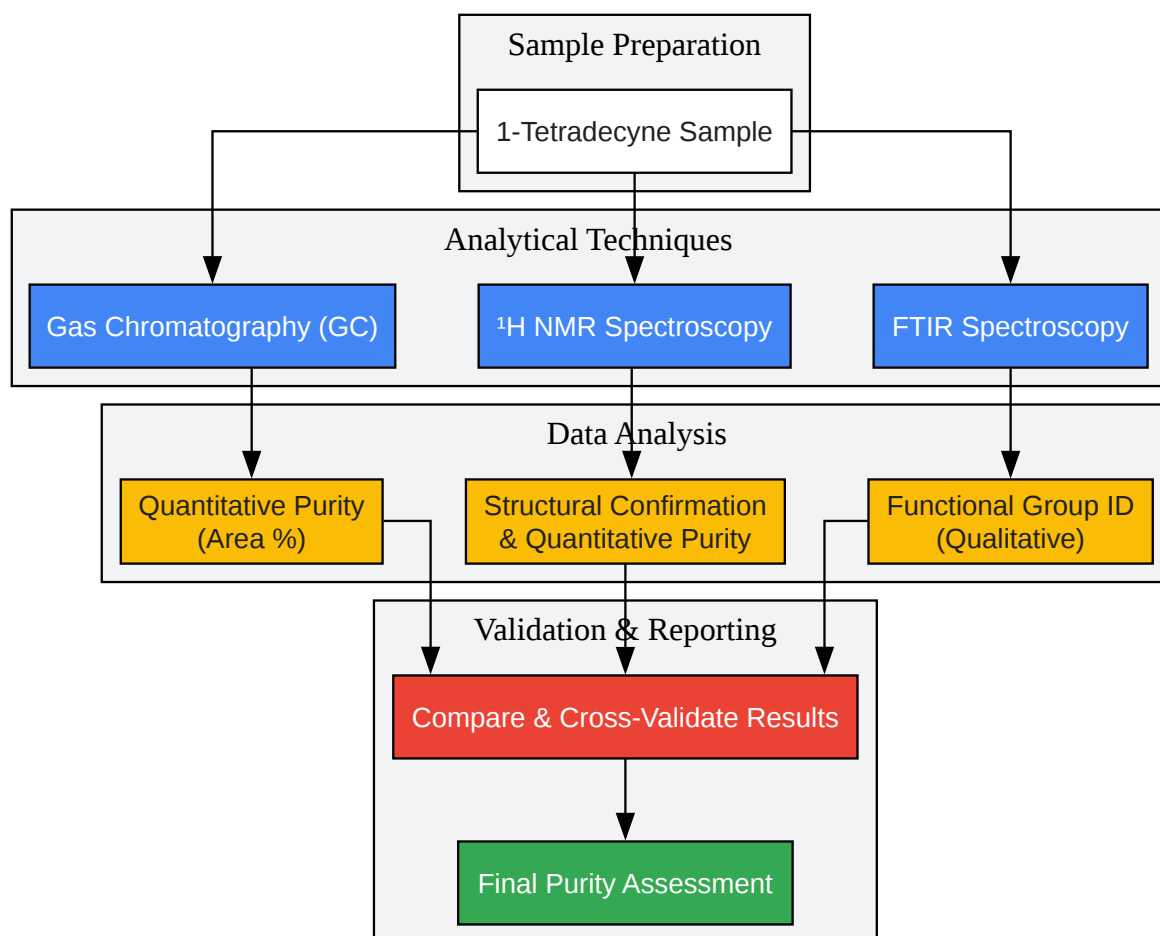 Sample Preparation
1-Tetradecyne Sample
Analytical Techniques
Gas Chromatography (GC)
¹H NMR Spectroscopy
FTIR Spectroscopy
Data Analysis
Quantitative Purity
(Area %)
Structural Confirmation
& Quantitative Purity
Functional Group ID
(Qualitative)
Validation & Reporting
Compare & Cross-Validate Results
Final Purity Assessment